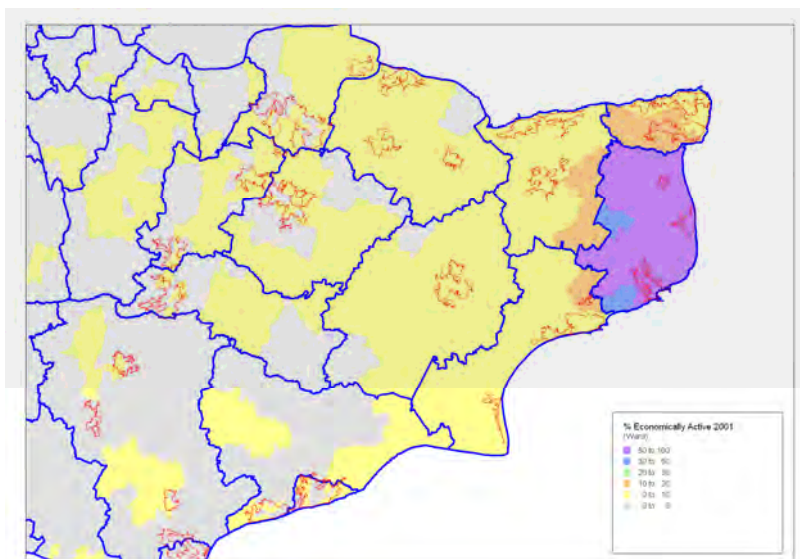 % Economically Active 2001
(Ward)
50 to 100
30 to 50
20 to 30
10 to 20
0 to 10
0 to 0